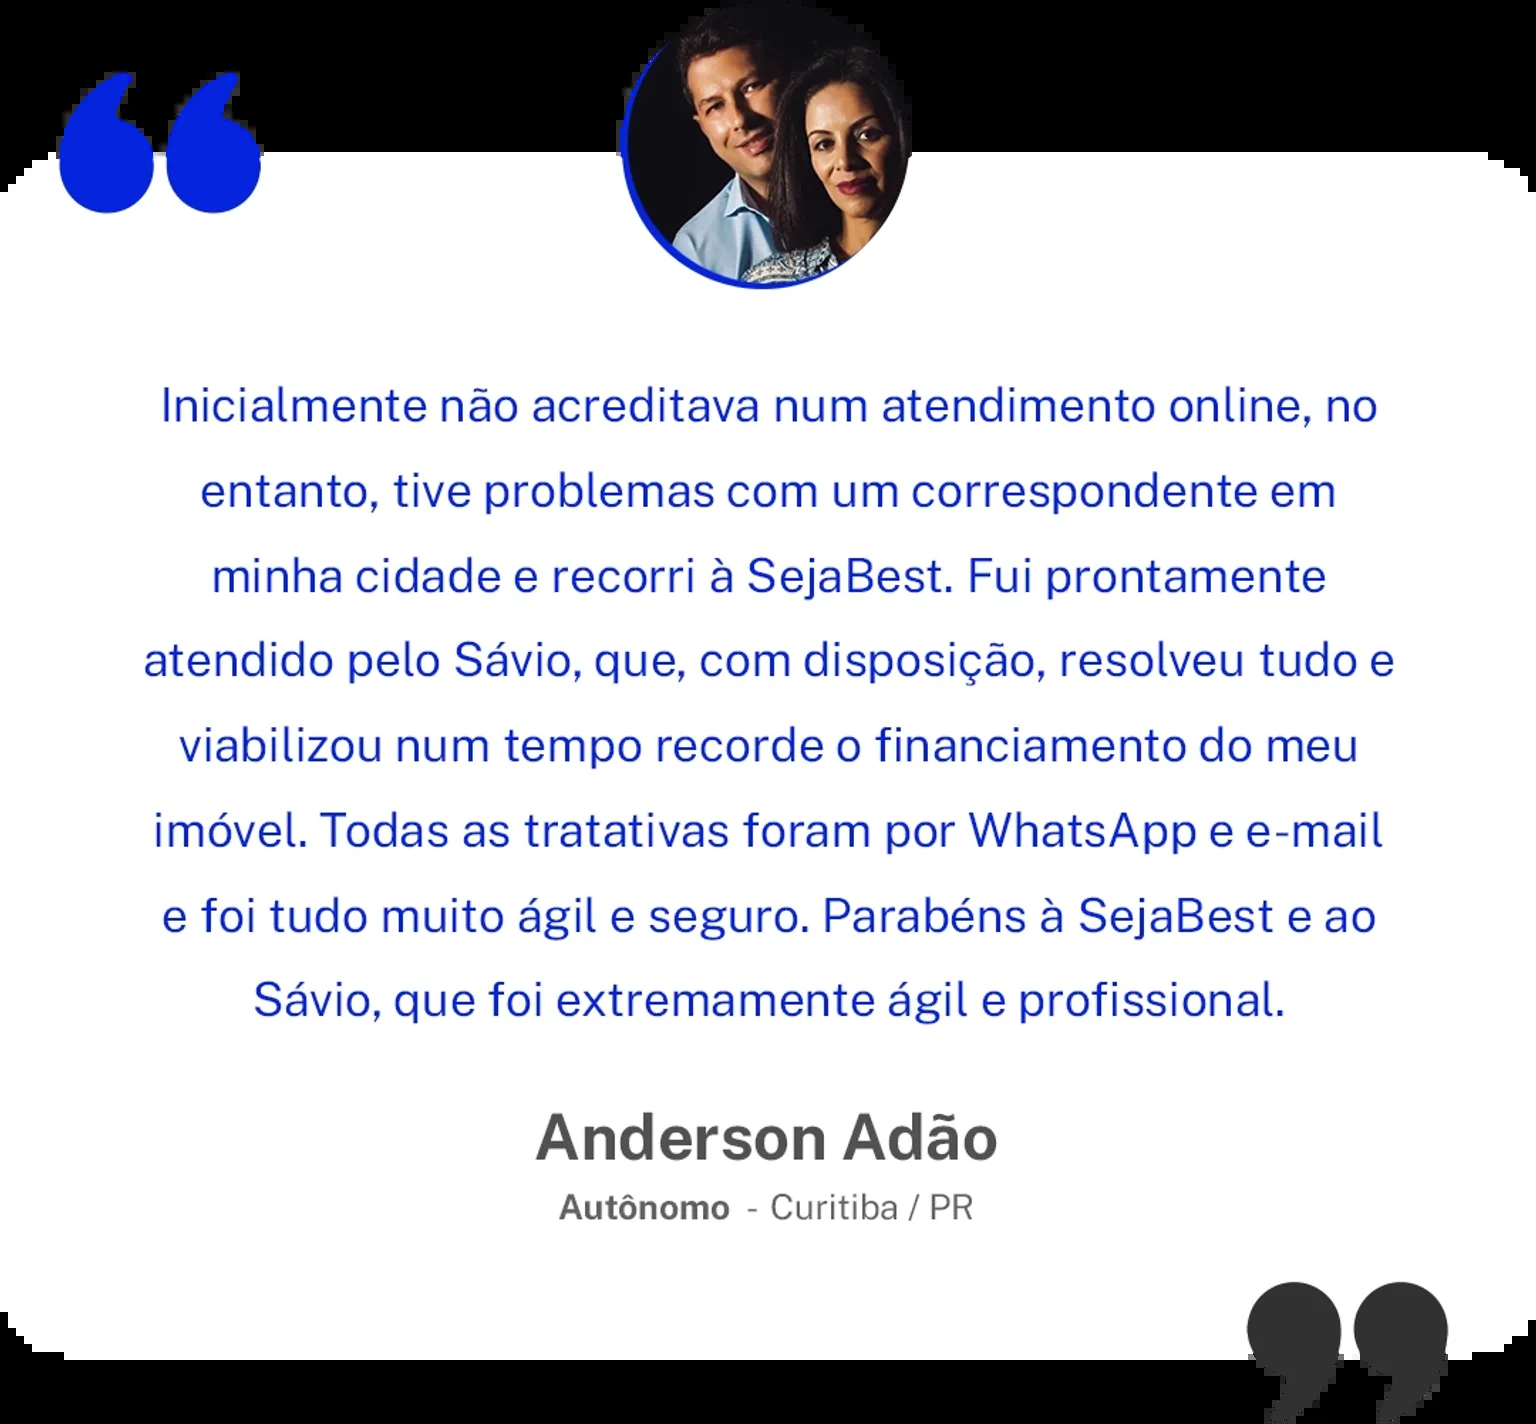 Inicialmente não acreditava num atendimento online, no
entanto, tive problemas com um correspondente em
minha cidade e recorri à SejaBest. Fui prontamente
atendido pelo Sávio, que, com disposição, resolveu tudo e
viabilizou num tempo recorde o financiamento do meu
imóvel. Todas as tratativas foram por WhatsApp e e-mail
e foi tudo muito ágil e seguro. Parabéns à SejaBest e ao
Sávio, que foi extremamente ágil e profissional.
Anderson Adão
Autônomo - Curitiba / PR